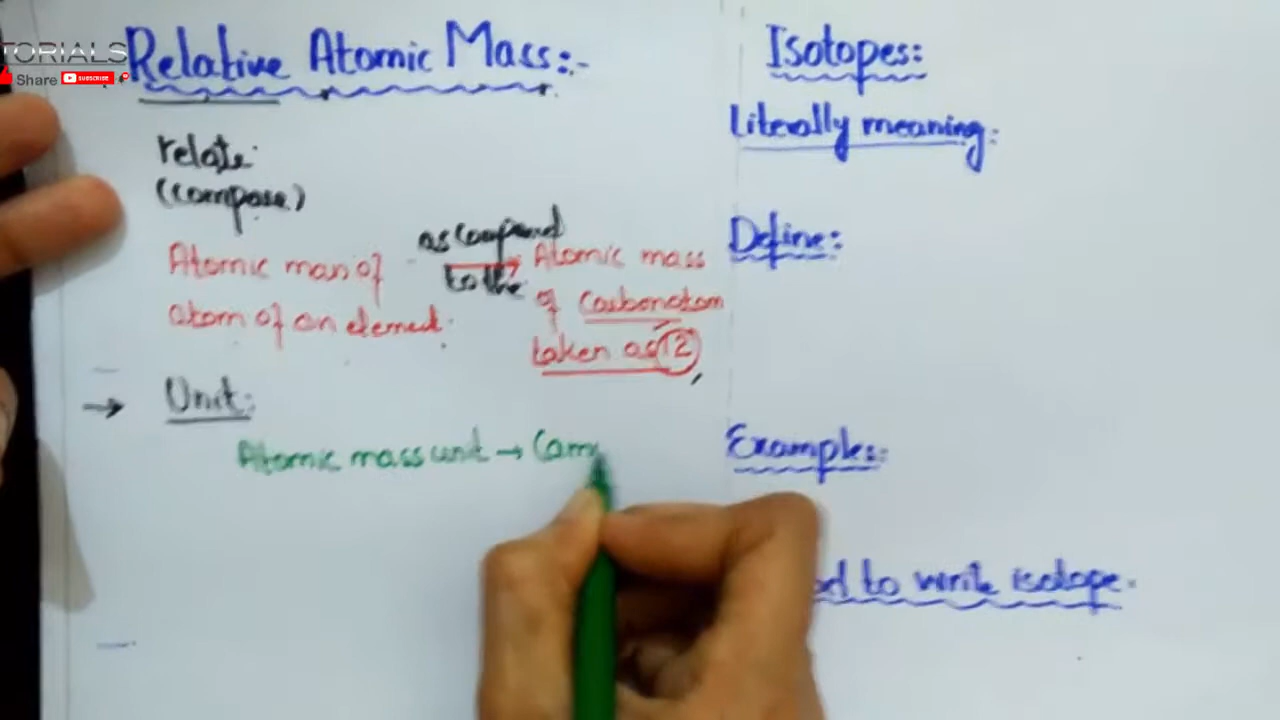 TORIALS
Share SUBSCRIBE
Relative Atomic Mass:-
relate:
(compare)
Atomic mass of
atom of an element:
as compared
to the
Atomic mass
of Carbon atom
taken as 12
→ Unit:
Atomic mass unit → (am
Isotopes:
Literally meaning:
Define:
Examples:
od to write isotope.